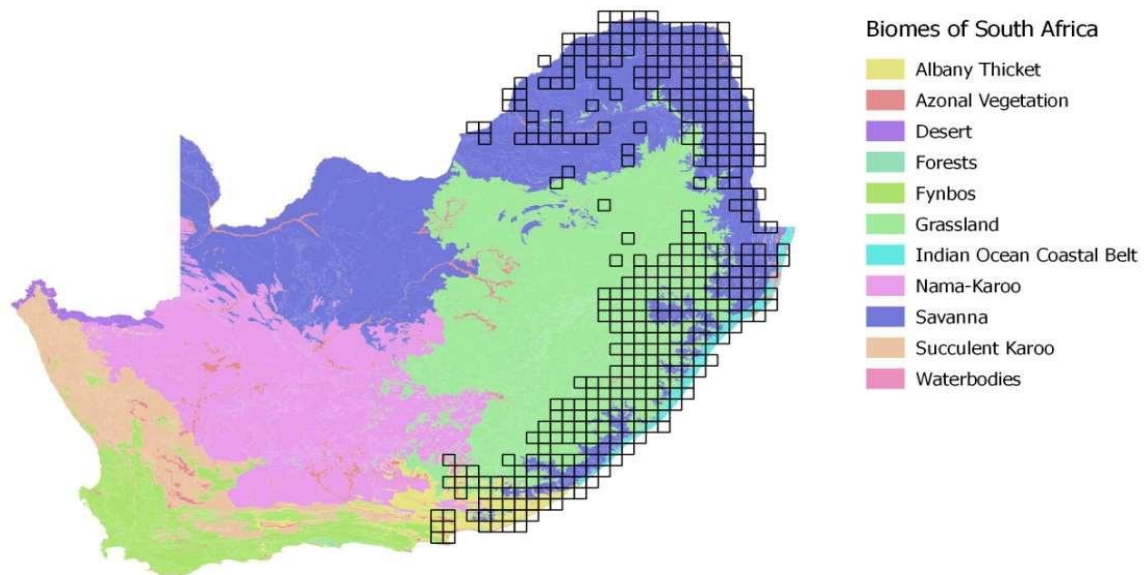 Biomes of South Africa
Albany Thicket
Azonal Vegetation
Desert
Forests
Fynbos
Grassland
Indian Ocean Coastal Belt
Nama-Karoo
Savanna
Succulent Karoo
Waterbodies